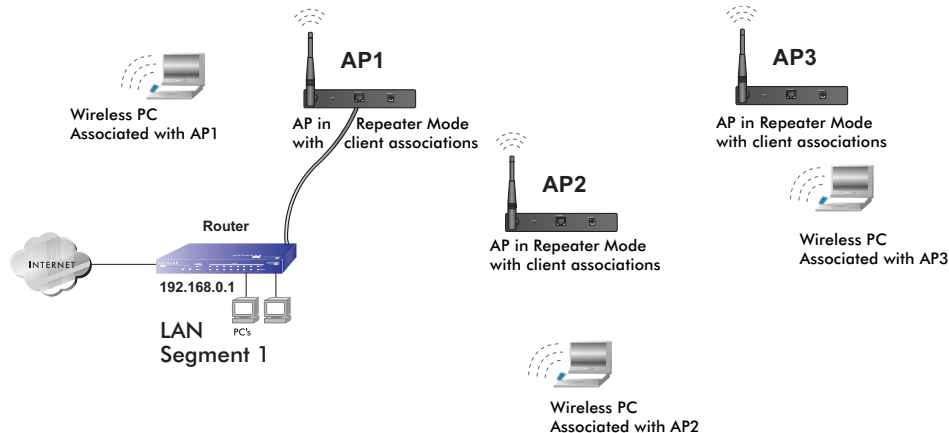 AP1
AP3
Wireless PC
Associated with AP1
AP in Repeater Mode
with client associations
AP in Repeater Mode
with client associations
AP2
Router
Wireless PC
Associated with AP3
AP in Repeater Mode
with client associations
INTERNET
192.168.0.1
PC's
LAN
Segment 1
Wireless PC
Associated with AP2